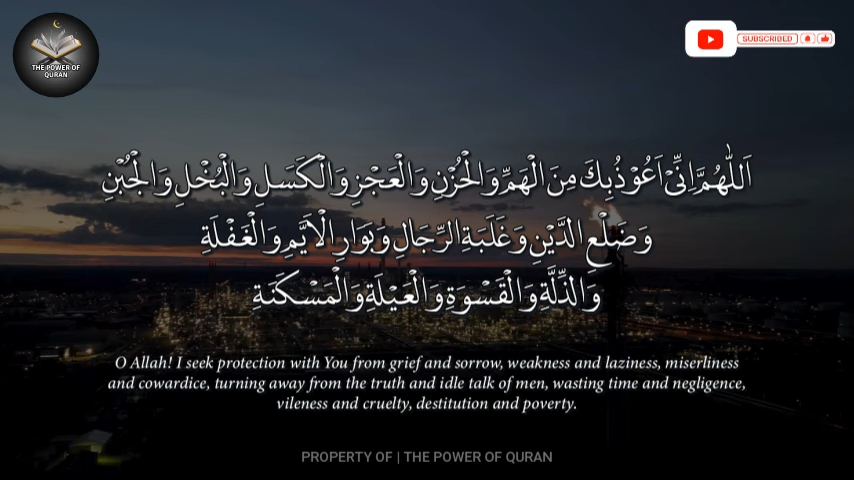 THE POWER OF
QURAN
SUBSCRIBED
اَللّٰهُمَّ اِنِّىْ اَعُوْذُبِكَ مِنَ الْهَمِّ وَالْحُزْنِ وَالْعَجْزِ وَالْكَسَلِ وَالْبُخْلِ وَالْجُبْنِ
وَضَلْعِ الدَّيْنِ وَغَلَبَةِ الرِّجَالِ وَبَوَارِ الْاَيِّمِ وَالْغَفْلَةِ
وَالذِّلَّةِ وَالْقَسْوَةِ وَالْعَيْلَةِ وَالْمَسْكَنَةِ
O Allah! I seek protection with You from grief and sorrow, weakness and laziness, miserliness
and cowardice, turning away from the truth and idle talk of men, wasting time and negligence,
vileness and cruelty, destitution and poverty.
PROPERTY OF | THE POWER OF QURAN